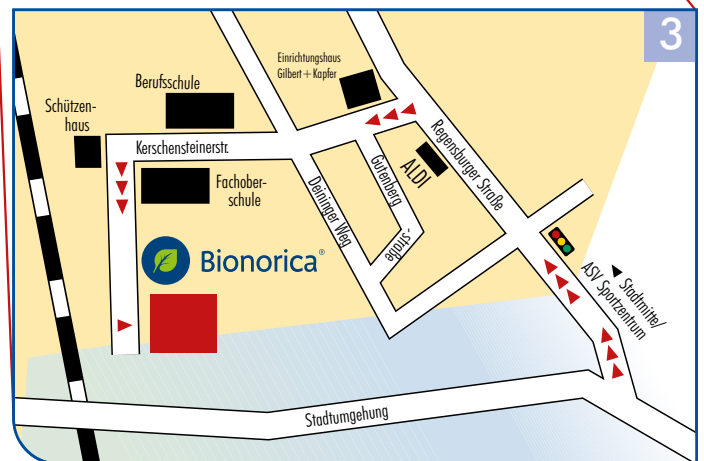 3
Einrichtungshaus
Gilbert+Kapfer
Berufsschule
Schützen-
haus
Kerschensteinerstr.
Regensburger Straße
ALDI
Gutenberg
-straße
Deininger Weg
Fachober-
schule
Bionorica®
Stadtmitte/
ASV Sportzentrum
Stadtumgehung